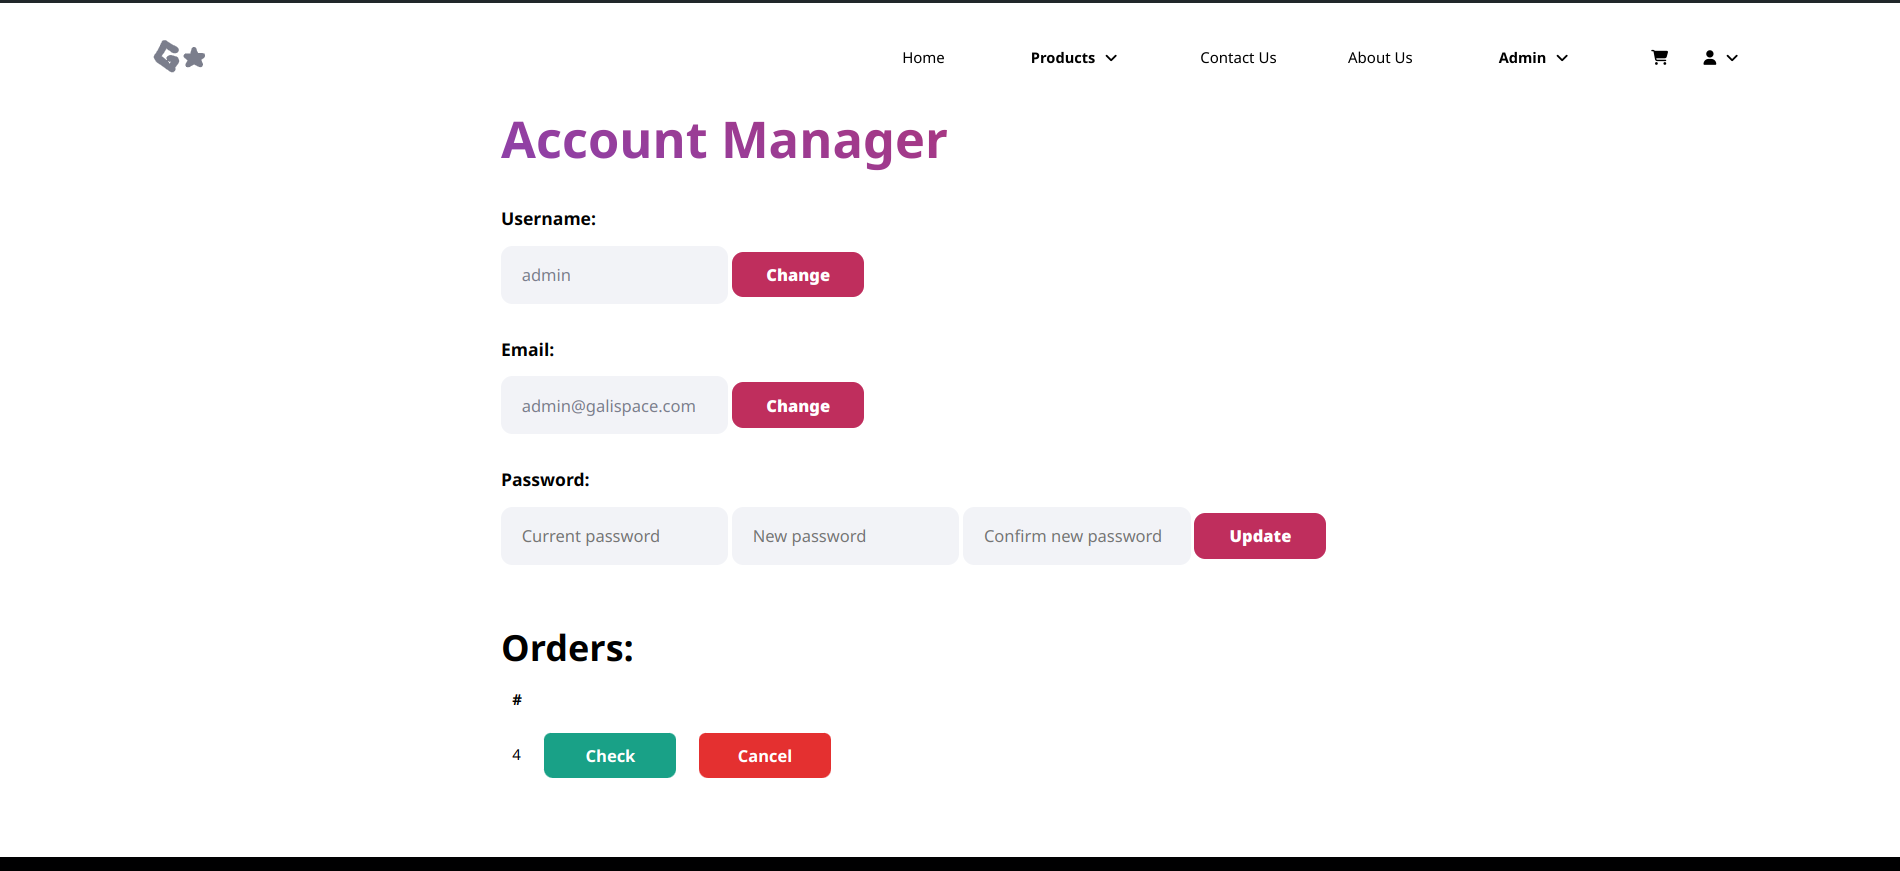 G
Home Products Contact Us About Us Admin
Account Manager
Username:
admin Change
Email:
admin@galispace.com Change
Password:
Current password New password Confirm new password Update
Orders:
#
4 Check Cancel